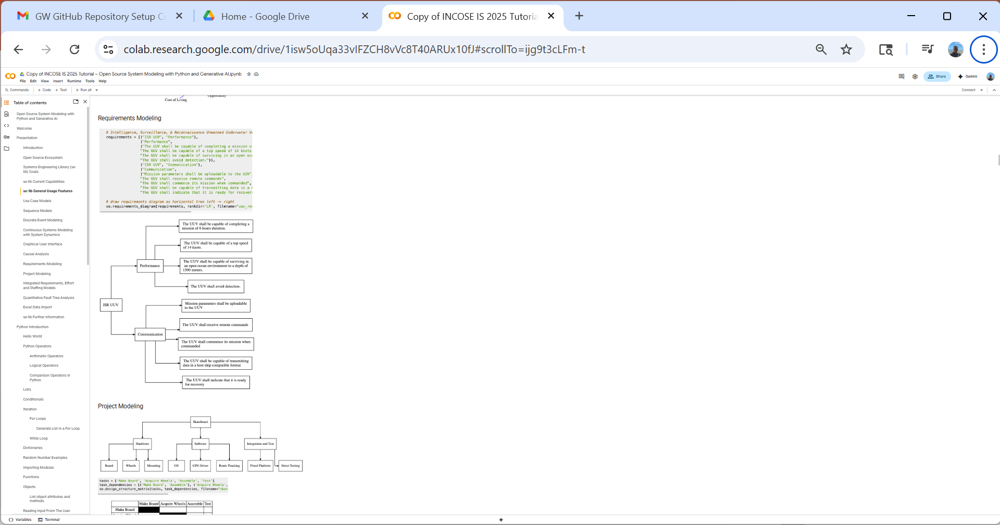 GW GitHub Repository Setup
Home - Google Drive
Copy of INCOSE IS 2025 Tutoria
colab.research.google.com/drive/1isw5oUqa33vIFZCH8vVc8T40ARUx10fJ#scrollTo=ijg9t3cLFm-t
Copy of INCOSE IS 2025 Tutorial – Open Source System Modeling with Python and Generative AI.ipynb
File Edit View Insert Runtime Tools Help
Share
Gemini
Commands + Code + Text Run all
Connect
Table of contents
Open Source System Modeling with
Python and Generative AI
Welcome
Presentation
Introduction
Open Source Ecosystem
Systems Engineering Library (se-
lib) Goals
se-lib Current Capabilities
se-lib General Usage Features
Use Case Models
Sequence Models
Discrete Event Modeling
Continuous Systems Modeling
with System Dynamics
Graphical User Interface
Causal Analysis
Requirements Modeling
Project Modeling
Integrated Requirements, Effort
and Staffing Models
Quantitative Fault Tree Analysis
Excel Data Import
se-lib Further Information
Python Introduction
Hello World
Python Operators
Arithmetic Operators
Logical Operators
Comparison Operators in
Python
Lists
Conditionals
Iteration
For Loops
Generate List in a For Loop
While Loop
Dictionaries
Random Number Examples
Importing Modules
Functions
Objects
List object attributes and
methods
Reading Input From The User
Cost of Living
Opportunity
Requirements Modeling
# Intelligence, Surveillance, & Reconnaissance Unmanned Underwater V
requirements = [("ISR UUV", "Performance"),
("Performance",
("The UUV shall be capable of completing a mission o
"The UUV shall be capable of a top speed of 14 knots
"The UUV shall be capable of surviving in an open oc
"The UUV shall avoid detection.")),
("ISR UUV", "Communication"),
("Communication",
("Mission parameters shall be uploadable to the UUV"
"The UUV shall receive remote commands",
"The UUV shall commence its mission when commanded",
"The UUV shall be capable of transmitting data in a
"The UUV shall indicate that it is ready for recover
# draw requirements diagram as horizontal tree left -> right
se.requirements_diagram(requirements, rankdir='LR', filename="uuv_re
The UUV shall be capable of completing a
mission of 6 hours duration.
The UUV shall be capable of a top speed
of 14 knots.
The UUV shall be capable of surviving in
an open ocean environment to a depth of
1500 meters.
Performance
The UUV shall avoid detection.
ISR UUV
Mission parameters shall be uploadable
to the UUV
The UUV shall receive remote commands
Communication
The UUV shall commence its mission when
commanded
The UUV shall be capable of transmitting
data in a host ship compatible format
The UUV shall indicate that it is ready
for recovery
Project Modeling
Skateboard
Hardware Software Integration and Test
Board Wheels Mounting OS GPS Driver Route Tracking Fixed Platform Street Testing
tasks = ['Make Board', 'Acquire Wheels', 'Assemble', 'Test']
task_dependencies = [('Make Board', 'Assemble'), ('Acquire Wheels',
se.design_structure_matrix(tasks, task_dependencies, filename="skat
Make Board Acquire Wheels Assemble Test
Make Board
Variables Terminal